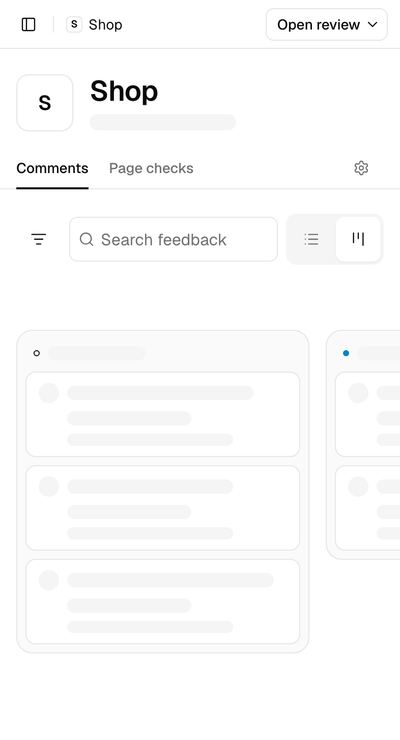 S Shop
Open review
S
Shop
Comments
Page checks
Search feedback